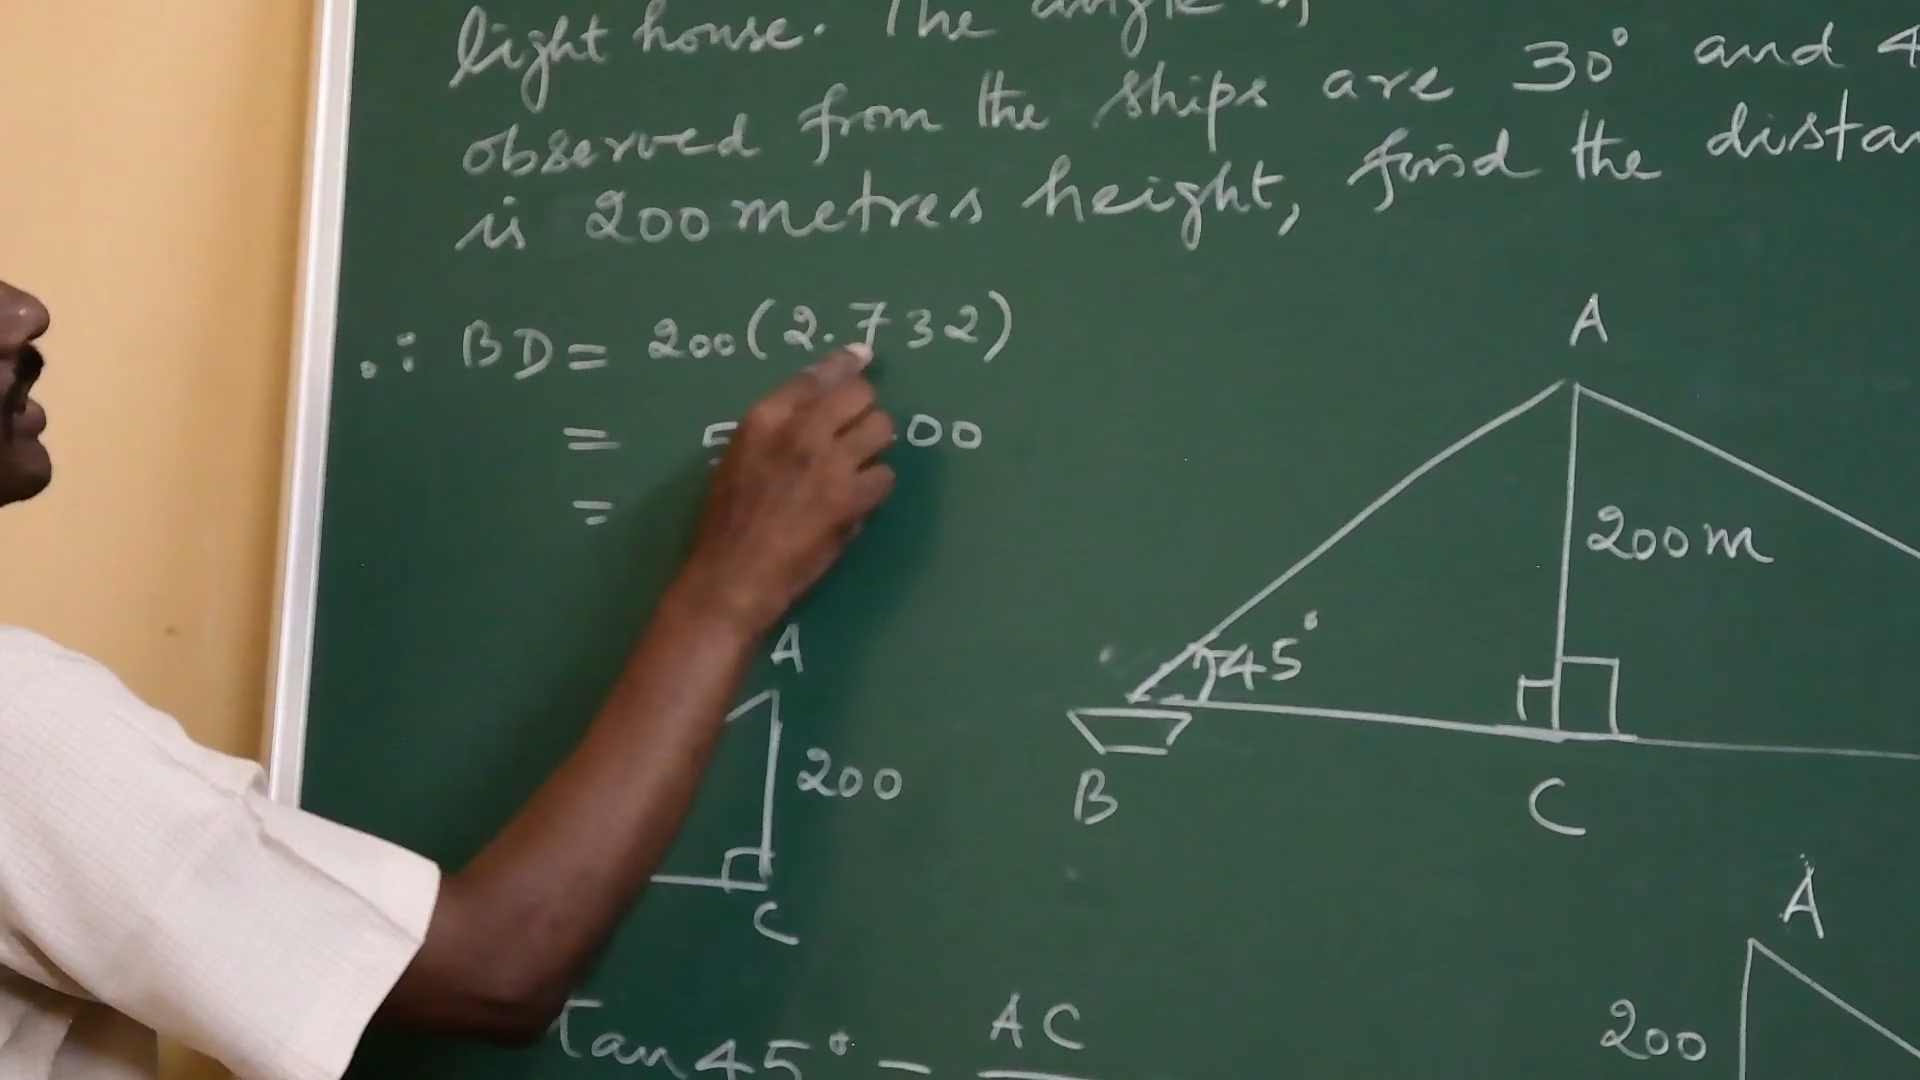 light house. The angle of
observed from the ships are 30° and 4
is 200 metres height, find the distan
∴ BD = 200(2.732)
= 5 .00
=
A
200m
45°
B
C
A
200
C
A
200
tan 45° = AC